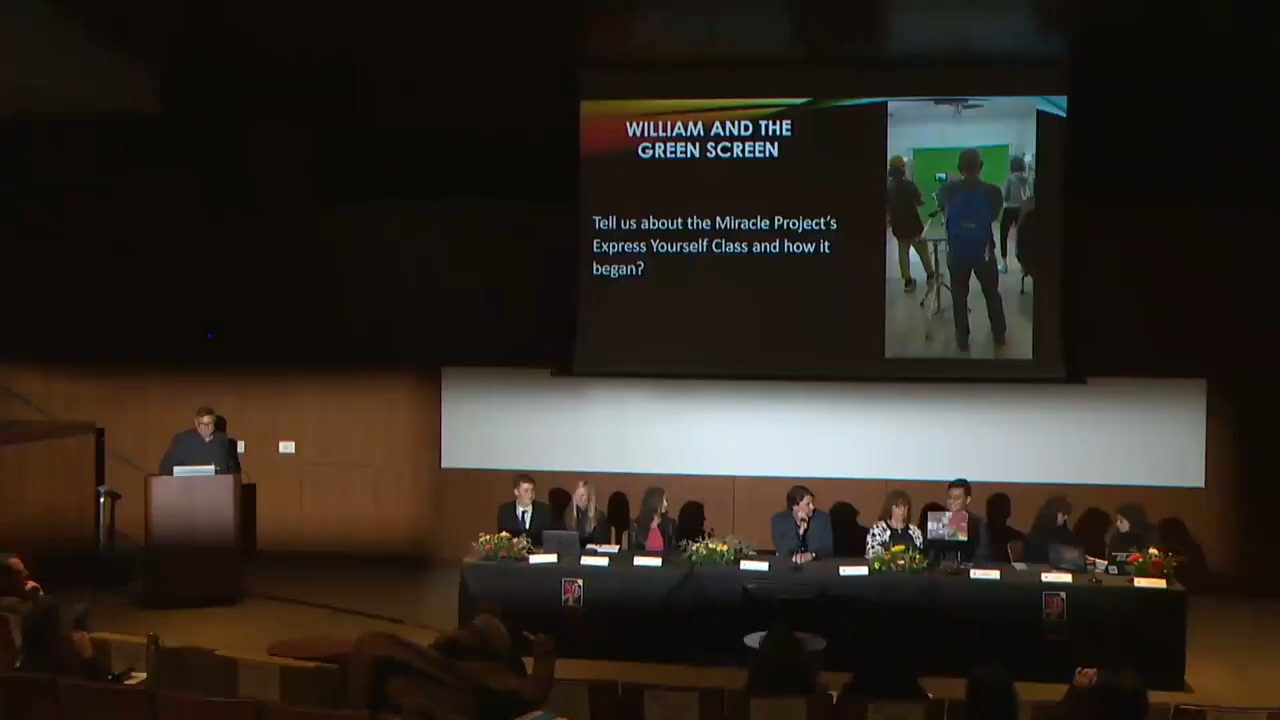 WILLIAM AND THE
GREEN SCREEN
Tell us about the Miracle Project's
Express Yourself Class and how it
began?